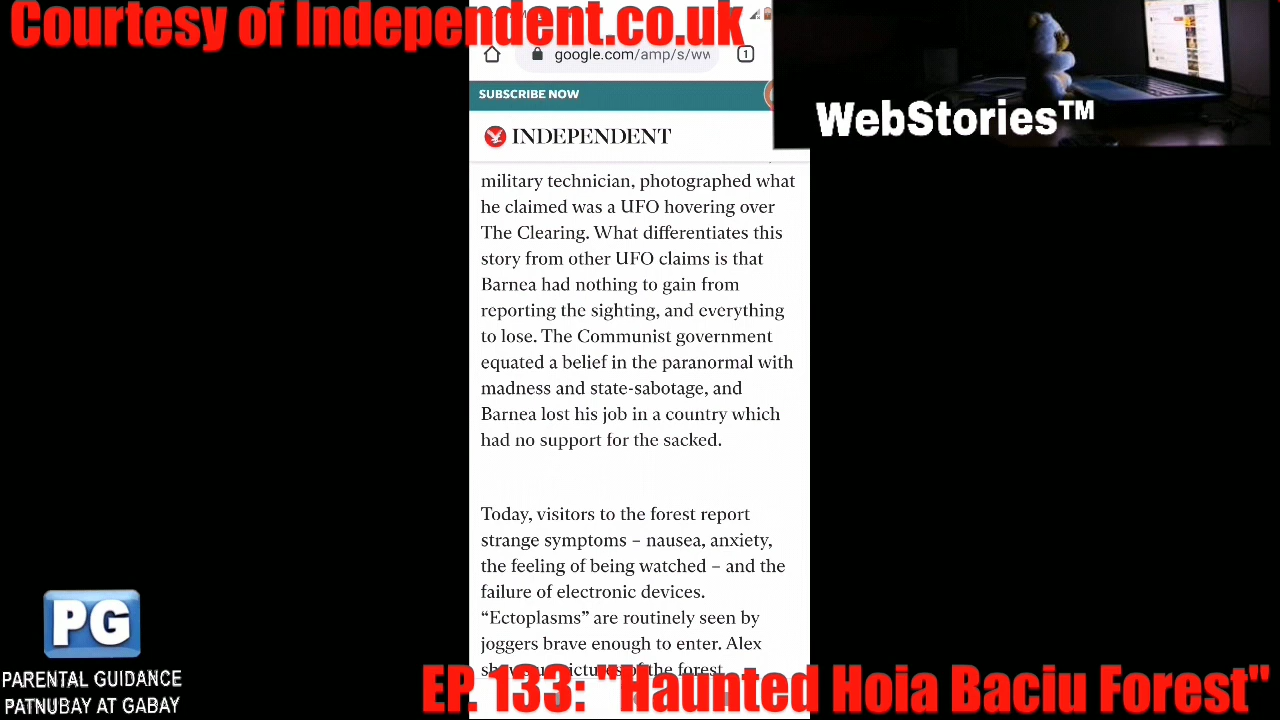 Courtesy of Independent.co.uk
google.com/amp/s/ww
1
SUBSCRIBE NOW
INDEPENDENT
WebStories™
military technician, photographed what
he claimed was a UFO hovering over
The Clearing. What differentiates this
story from other UFO claims is that
Barnea had nothing to gain from
reporting the sighting, and everything
to lose. The Communist government
equated a belief in the paranormal with
madness and state-sabotage, and
Barnea lost his job in a country which
had no support for the sacked.
Today, visitors to the forest report
strange symptoms – nausea, anxiety,
the feeling of being watched – and the
failure of electronic devices.
“Ectoplasms” are routinely seen by
joggers brave enough to enter. Alex
of the forest
PG
PARENTAL GUIDANCE
PATNUBAY AT GABAY
EP. 133: "Haunted Hoia Baciu Forest"